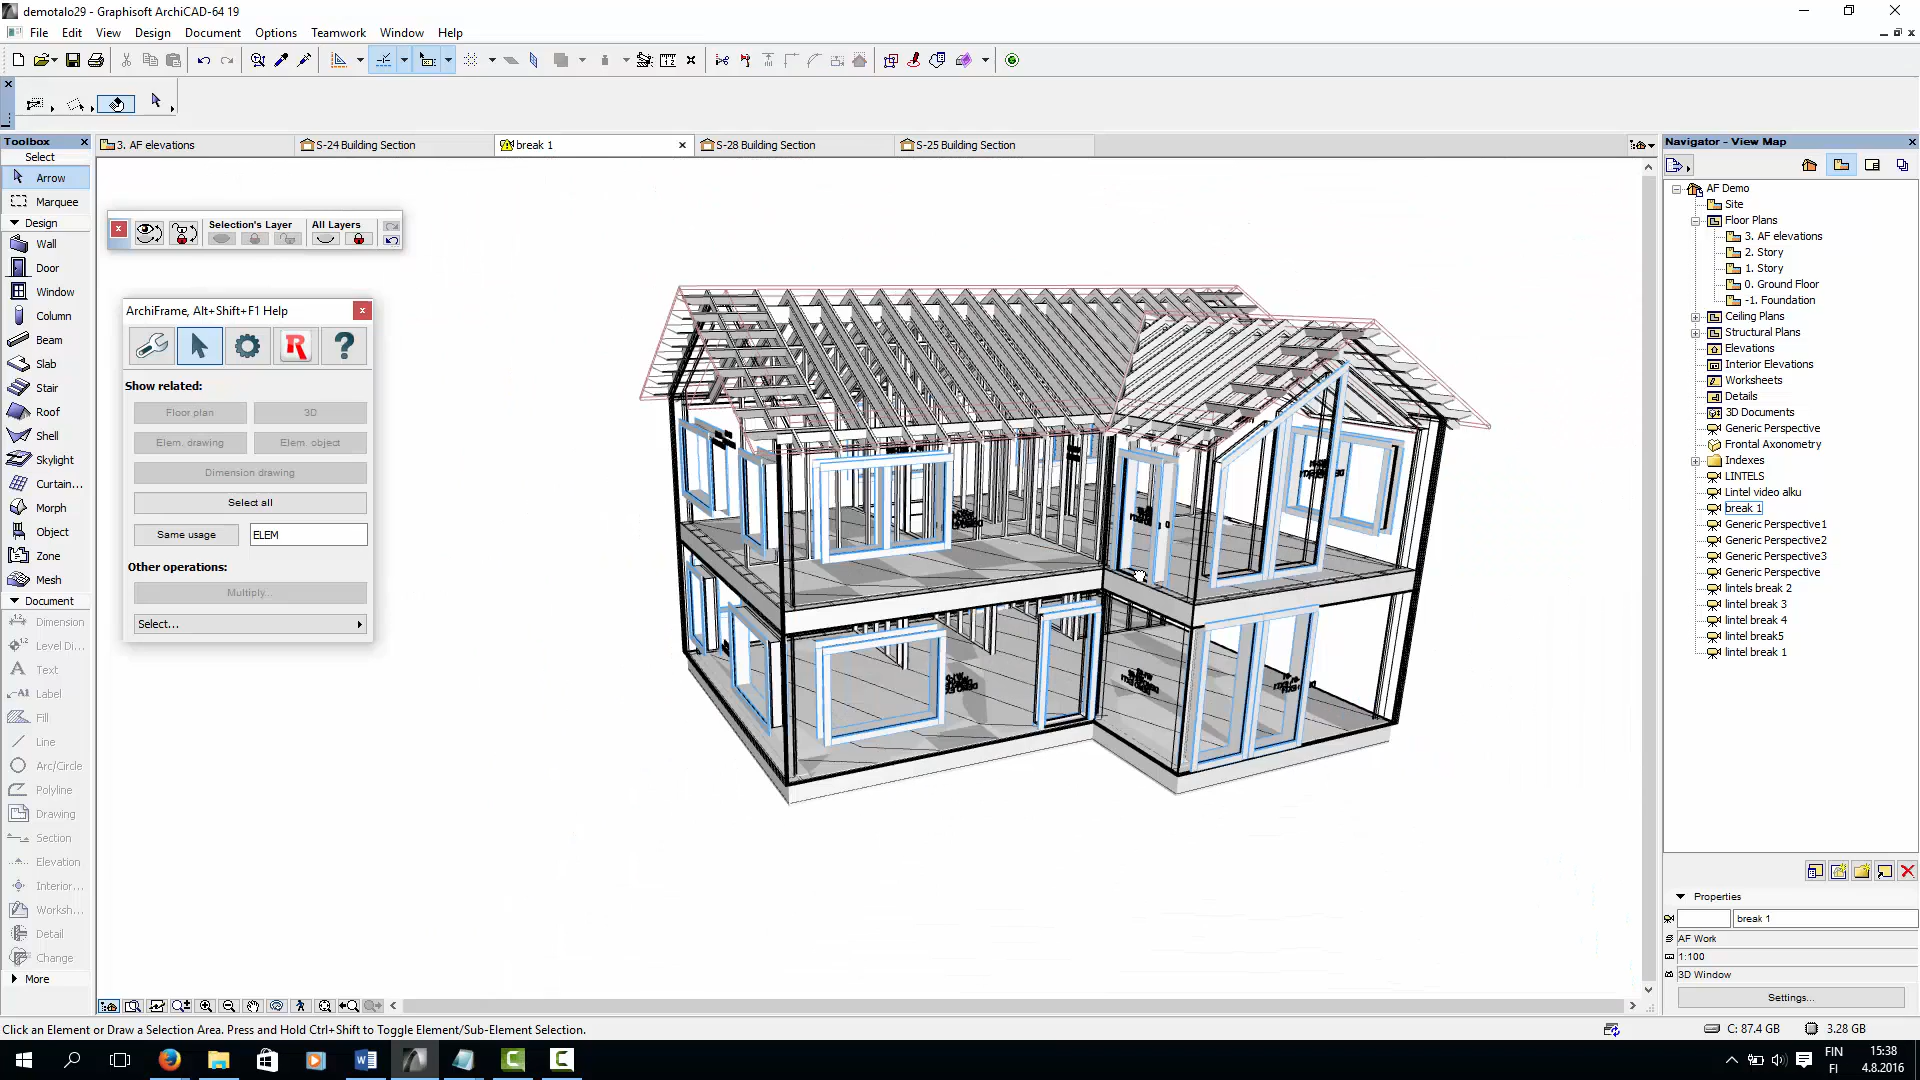 demotalo29 - Graphisoft ArchiCAD-64 19
File Edit View Design Document Options Teamwork Window Help
Toolbox
Select
Arrow
Marquee
Design
Wall
Door
Window
Column
Beam
Slab
Stair
Roof
Shell
Skylight
Curtain...
Morph
Object
Zone
Mesh
Document
Dimension
Level Di...
Text
Label
Fill
Line
Arc/Circle
Polyline
Drawing
Section
Elevation
Interior...
Worksh...
Detail
Change
More
3. AF elevations
S-24 Building Section
break 1
S-28 Building Section
S-25 Building Section
Selection's Layer
All Layers
ArchiFrame, Alt+Shift+F1 Help
Show related:
Floor plan
3D
Elem. drawing
Elem. object
Dimension drawing
Select all
Same usage
ELEM
Other operations:
Multiply...
Select...
Navigator - View Map
AF Demo
Site
Floor Plans
3. AF elevations
2. Story
1. Story
0. Ground Floor
-1. Foundation
Ceiling Plans
Structural Plans
Elevations
Interior Elevations
Worksheets
Details
3D Documents
Generic Perspective
Frontal Axonometry
Indexes
LINTELS
Lintel video alku
break 1
Generic Perspective1
Generic Perspective2
Generic Perspective3
Generic Perspective
lintels break 2
lintel break 3
lintel break 4
lintel break5
lintel break 1
Properties
break 1
AF Work
1:100
3D Window
Settings...
Click an Element or Draw a Selection Area. Press and Hold Ctrl+Shift to Toggle Element/Sub-Element Selection.
C: 87.4 GB
3.28 GB
FIN
FI
15:38
4.8.2016